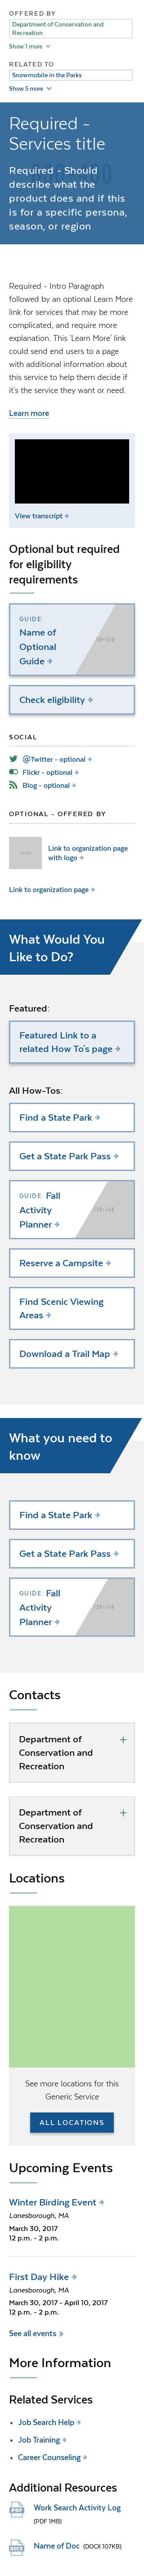 OFFERED BY
Department of Conservation and
Recreation
Show 1 more
RELATED TO
Snowmobile in the Parks
Show 5 more
Required -
Services title
Required - Should
describe what the
product does and if this
is for a specific persona,
season, or region
Required - Intro Paragraph
followed by an optional Learn More
link for services that may be more
complicated, and require more
explanation. This 'Learn More' link
could send end users to a page
with additional information about
this service to help them decide if
it's the service they want or need.
Learn more
View transcript
Optional but required
for eligibility
requirements
GUIDE:
Name of
Optional
Guide
Check eligibility
SOCIAL
@Twitter - optional
Flickr - optional
Blog - optional
OPTIONAL - OFFERED BY
Link to organization page
with logo
Link to organization page
What Would You
Like to Do?
Featured:
Featured Link to a
related How To's page
All How-Tos:
Find a State Park
Get a State Park Pass
GUIDE: Fall
Activity
Planner
Reserve a Campsite
Find Scenic Viewing
Areas
Download a Trail Map
What you need to
know
Find a State Park
Get a State Park Pass
GUIDE: Fall
Activity
Planner
Contacts
Department of
Conservation and
Recreation
Department of
Conservation and
Recreation
Locations
See more locations for this
Generic Service
ALL LOCATIONS
Upcoming Events
Winter Birding Event
Lanesborough, MA
March 30, 2017
12 p.m. - 2 p.m.
First Day Hike
Lanesborough, MA
March 30, 2017 - April 10, 2017
12 p.m. - 2 p.m.
See all events
More Information
Related Services
Job Search Help
Job Training
Career Counseling
Additional Resources
Work Search Activity Log
(PDF 1MB)
Name of Doc (DOCX 107KB)